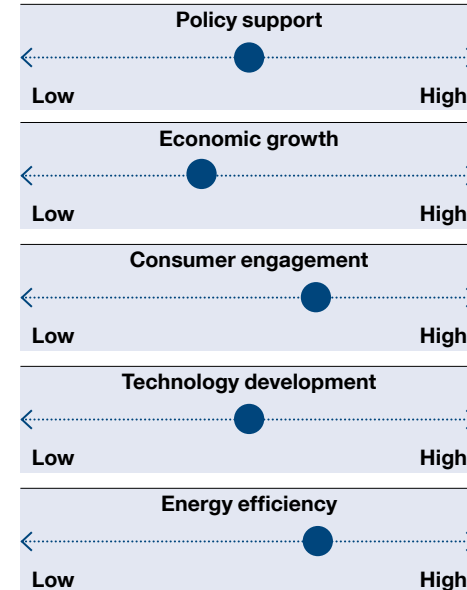 Policy support
Low High
Economic growth
Low High
Consumer engagement
Low High
Technology development
Low High
Energy efficiency
Low High